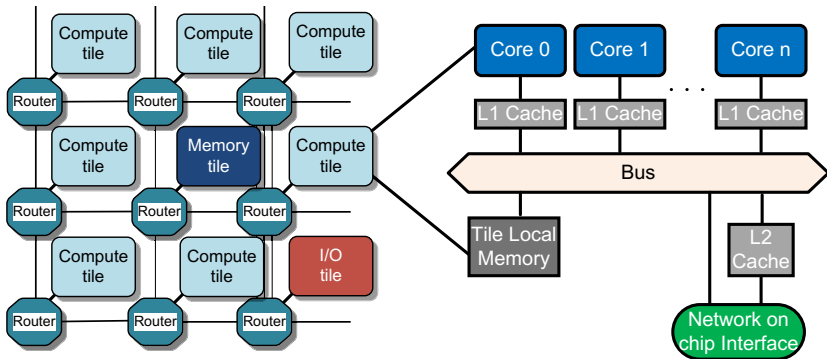 Compute
tile
Compute
tile
Compute
tile
Router
Router
Router
Compute
tile
Memory
tile
Compute
tile
Router
Router
Router
Compute
tile
Compute
tile
I/O
tile
Router
Router
Router
Core 0
Core 1
Core n
. . .
L1 Cache
L1 Cache
L1 Cache
Bus
Tile Local
Memory
L2
Cache
Network on
chip Interface